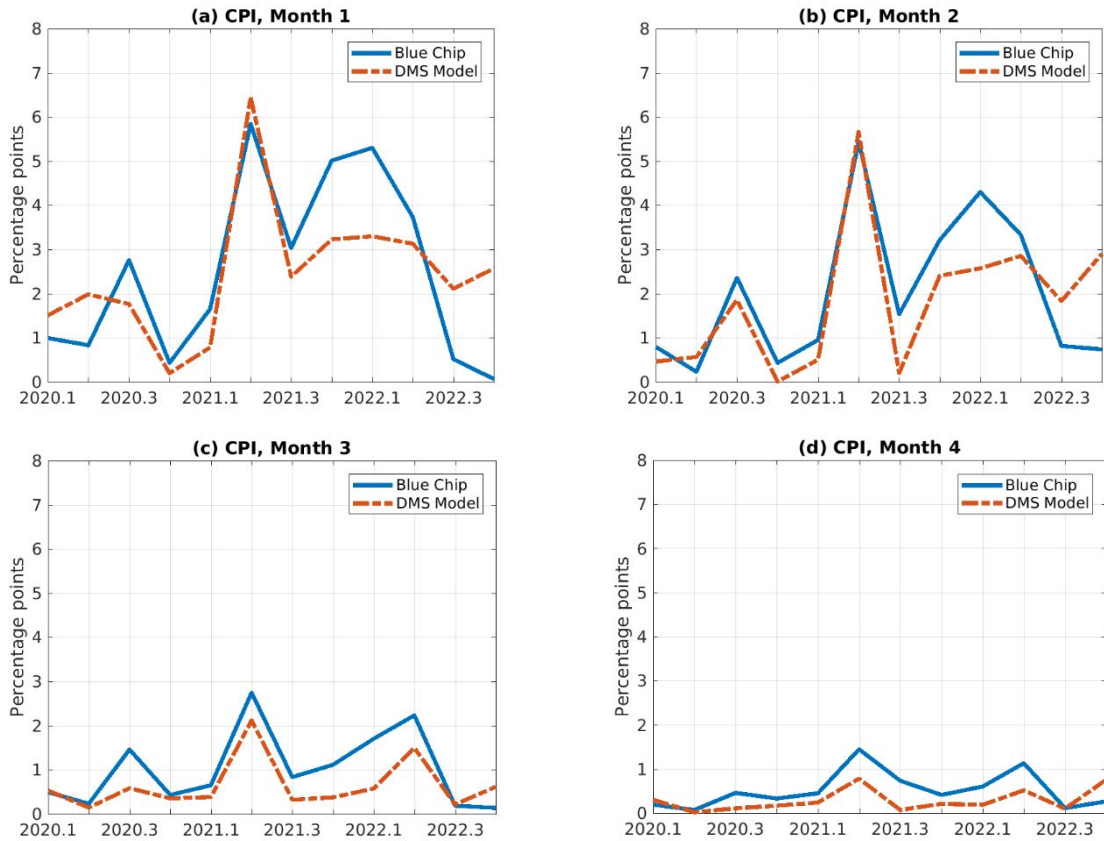 (a) CPI, Month 1
8
7
6
5
4
3
2
1
0
Percentage points
Blue Chip
DMS Model
2020.1 2020.3 2021.1 2021.3 2022.1 2022.3
(b) CPI, Month 2
8
7
6
5
4
3
2
1
0
Percentage points
Blue Chip
DMS Model
2020.1 2020.3 2021.1 2021.3 2022.1 2022.3
(c) CPI, Month 3
8
7
6
5
4
3
2
1
0
Percentage points
Blue Chip
DMS Model
2020.1 2020.3 2021.1 2021.3 2022.1 2022.3
(d) CPI, Month 4
8
7
6
5
4
3
2
1
0
Percentage points
Blue Chip
DMS Model
2020.1 2020.3 2021.1 2021.3 2022.1 2022.3